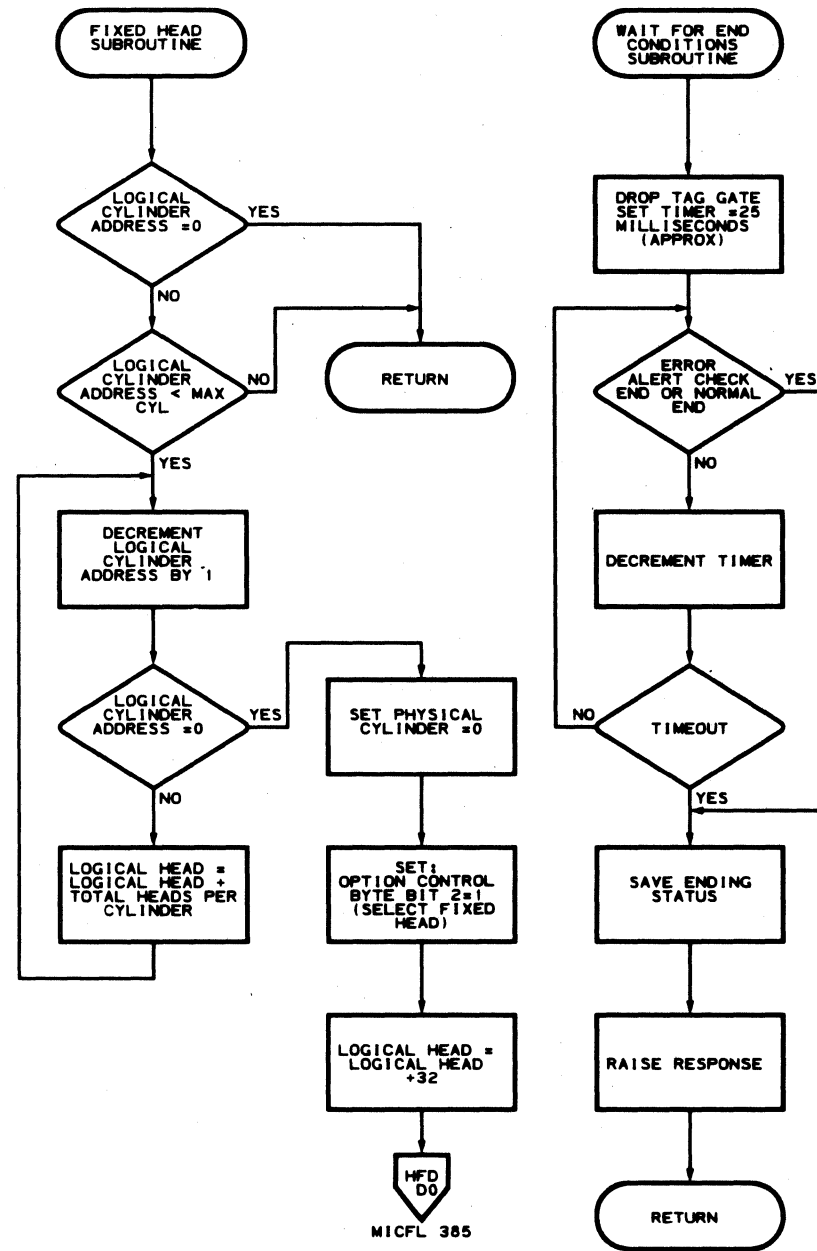 FIXED HEAD
SUBROUTINE
LOGICAL
CYLINDER
ADDRESS =0
YES
NO
LOGICAL
CYLINDER
ADDRESS < MAX
CYL
NO
YES
RETURN
DECREMENT
LOGICAL
CYLINDER
ADDRESS BY 1
LOGICAL
CYLINDER
ADDRESS =0
YES
NO
LOGICAL HEAD =
LOGICAL HEAD +
TOTAL HEADS PER
CYLINDER
SET PHYSICAL
CYLINDER =0
SET:
OPTION CONTROL
BYTE BIT 2=1
(SELECT FIXED
HEAD)
LOGICAL HEAD =
LOGICAL HEAD
+32
HFD
D0
MICFL 385
WAIT FOR END
CONDITIONS
SUBROUTINE
DROP TAG GATE
SET TIMER =25
MILLISECONDS
(APPROX)
ERROR
ALERT CHECK
END OR NORMAL
END
YES
NO
DECREMENT TIMER
TIMEOUT
NO
YES
SAVE ENDING
STATUS
RAISE RESPONSE
RETURN